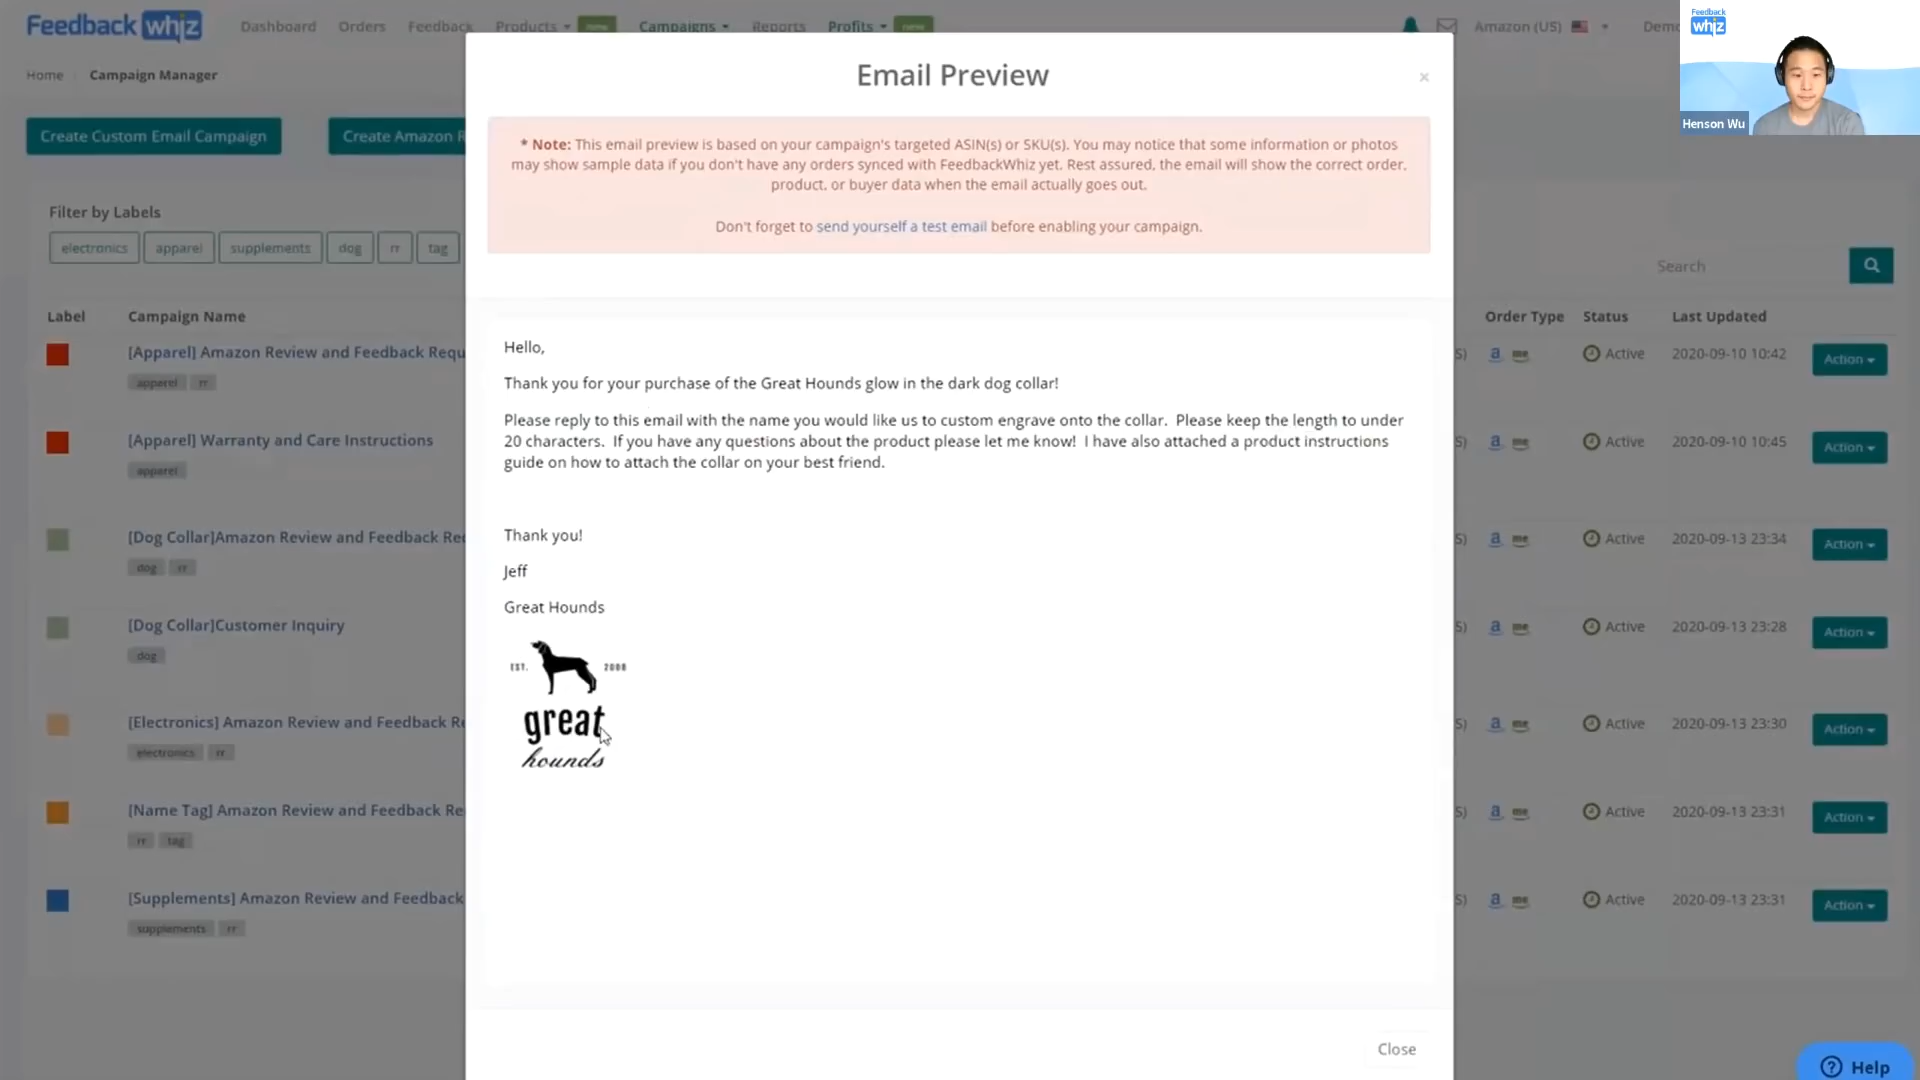 Feedback whiz
Dashboard
Orders
Feedback
Products
new
Campaigns
Reports
Profits
new
Amazon (US)
Feedback
whiz
Henson Wu
Home
Campaign Manager
Email Preview
×
Create Custom Email Campaign
Create Amazon R
* Note: This email preview is based on your campaign's targeted ASIN(s) or SKU(s). You may notice that some information or photos
may show sample data if you don't have any orders synced with FeedbackWhiz yet. Rest assured, the email will show the correct order,
product, or buyer data when the email actually goes out.
Don't forget to send yourself a test email before enabling your campaign.
Filter by Labels
electronics
apparel
supplements
dog
rr
tag
Search
Label
Campaign Name
Order Type
Status
Last Updated
[Apparel] Amazon Review and Feedback Requ
apparel
rr
S)
a
me
Active
2020-09-10 10:42
Action
[Apparel] Warranty and Care Instructions
apparel
S)
a
me
Active
2020-09-10 10:45
Action
[Dog Collar]Amazon Review and Feedback Re
dog
rr
S)
a
me
Active
2020-09-13 23:34
Action
[Dog Collar]Customer Inquiry
dog
S)
a
me
Active
2020-09-13 23:28
Action
[Electronics] Amazon Review and Feedback R
electronics
rr
S)
a
me
Active
2020-09-13 23:30
Action
[Name Tag] Amazon Review and Feedback Re
rr
tag
S)
a
me
Active
2020-09-13 23:31
Action
[Supplements] Amazon Review and Feedback
supplements
rr
S)
a
me
Active
2020-09-13 23:31
Action
Hello,
Thank you for your purchase of the Great Hounds glow in the dark dog collar!
Please reply to this email with the name you would like us to custom engrave onto the collar. Please keep the length to under
20 characters. If you have any questions about the product please let me know! I have also attached a product instructions
guide on how to attach the collar on your best friend.
Thank you!
Jeff
Great Hounds
EST. 2008
great
hounds
Close
Help